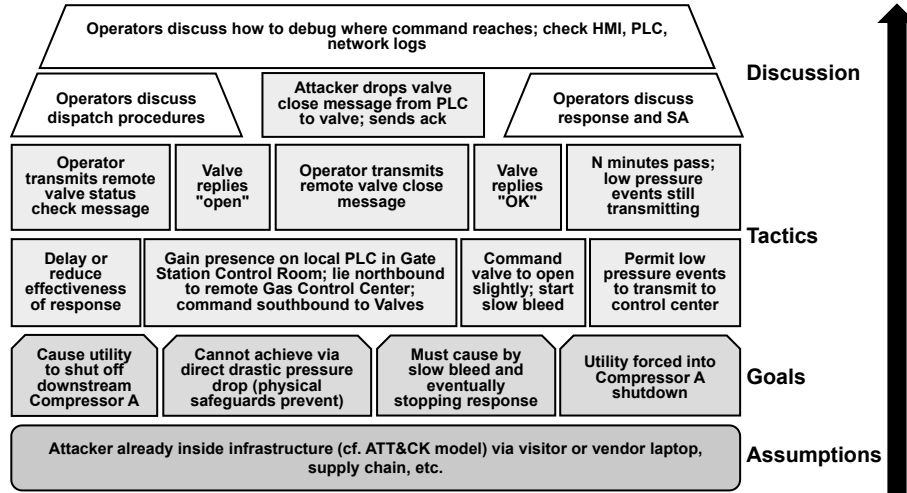 Operators discuss how to debug where command reaches; check HMI, PLC,
network logs
Discussion
Operators discuss
dispatch procedures
Attacker drops valve
close message from PLC
to valve; sends ack
Operators discuss
response and SA
Operator
transmits remote
valve status
check message
Valve
replies
"open"
Operator transmits
remote valve close
message
Valve
replies
"OK"
N minutes pass;
low pressure
events still
transmitting
Tactics
Delay or
reduce
effectiveness
of response
Gain presence on local PLC in Gate
Station Control Room; lie northbound
to remote Gas Control Center;
command southbound to Valves
Command
valve to open
slightly; start
slow bleed
Permit low
pressure events
to transmit to
control center
Cause utility
to shut off
downstream
Compressor A
Cannot achieve via
direct drastic pressure
drop (physical
safeguards prevent)
Must cause by
slow bleed and
eventually
stopping response
Utility forced into
Compressor A
shutdown
Goals
Attacker already inside infrastructure (cf. ATT&CK model) via visitor or vendor laptop,
supply chain, etc.
Assumptions